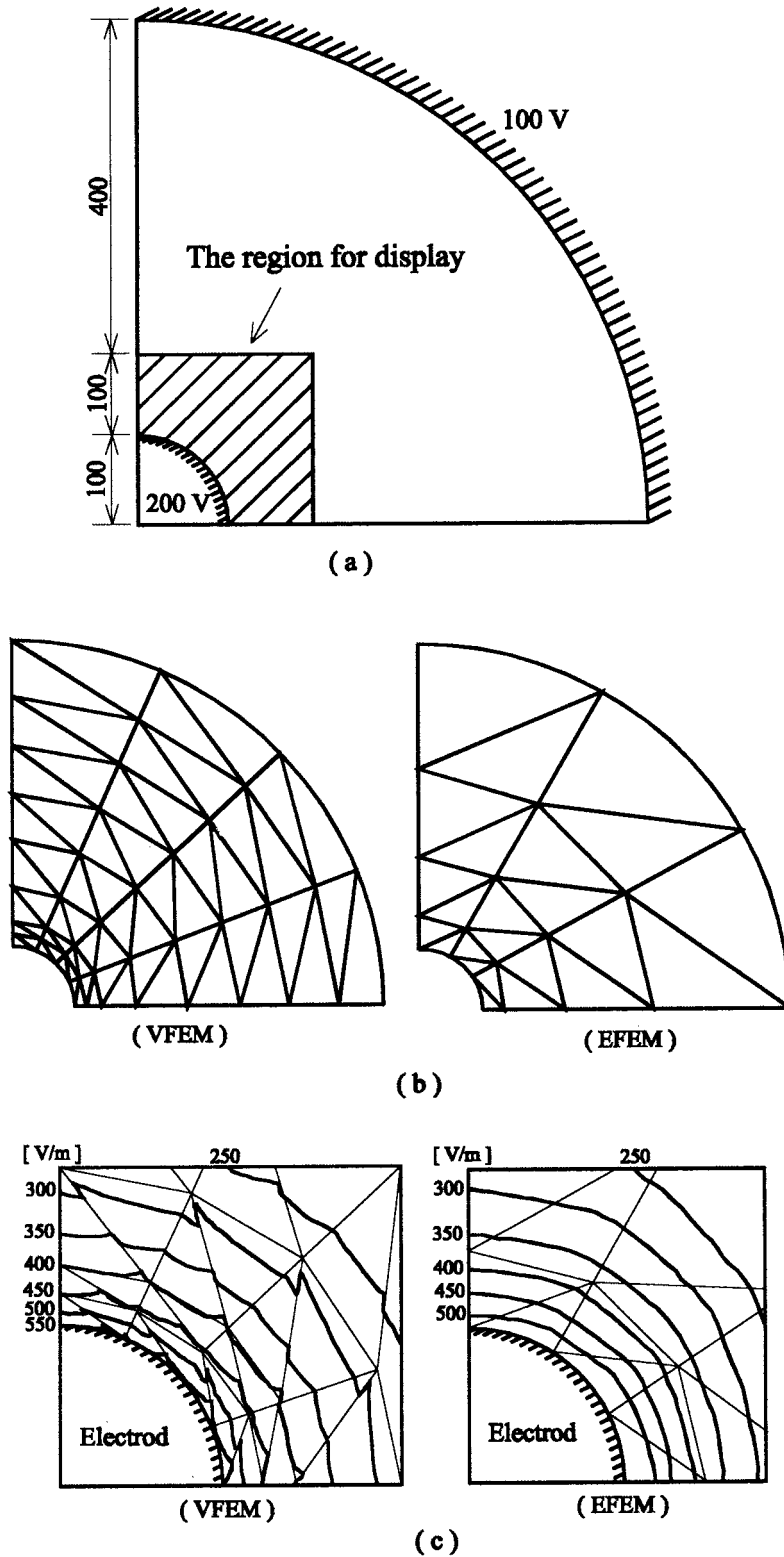 100 V
400
The region for display
100
100
200 V
( a )
( VFEM )
( EFEM )
( b )
[ V/m ]
250
300
350
400
450
500
550
Electrod
( VFEM )
[ V/m ]
250
300
350
400
450
500
Electrod
( EFEM )
( c )